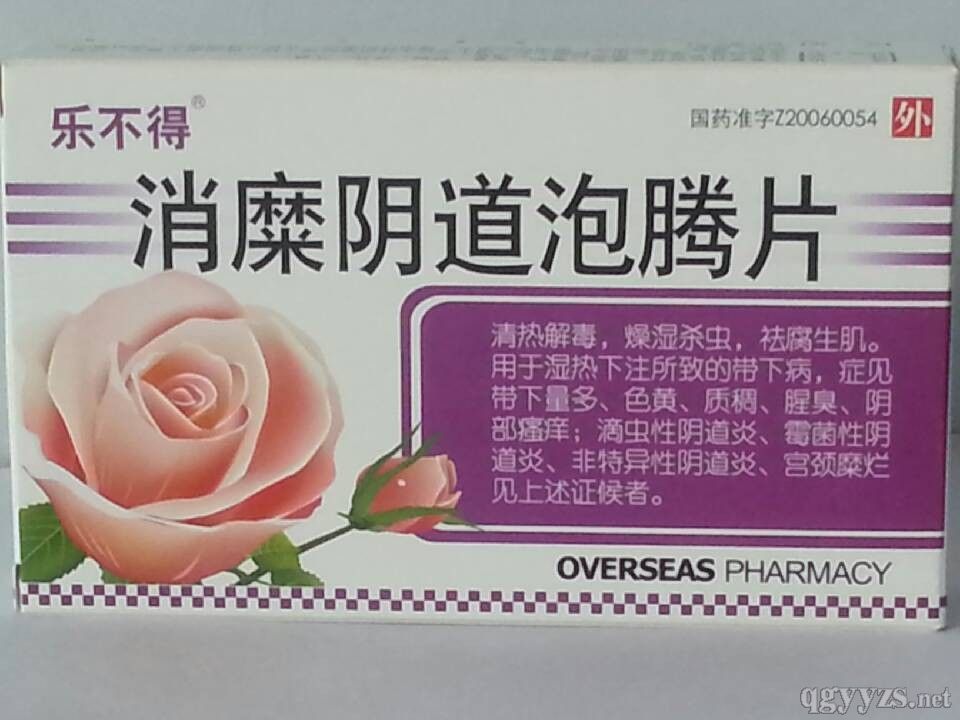 乐不得®
国药准字Z20060054 外
消糜阴道泡腾片
清热解毒，燥湿杀虫，祛腐生肌。
用于湿热下注所致的带下病，症见
带下量多、色黄、质稠、腥臭、阴
部瘙痒；滴虫性阴道炎、霉菌性阴
道炎、非特异性阴道炎、宫颈糜烂
见上述证候者。
OVERSEAS PHARMACY
qgyyzs.net